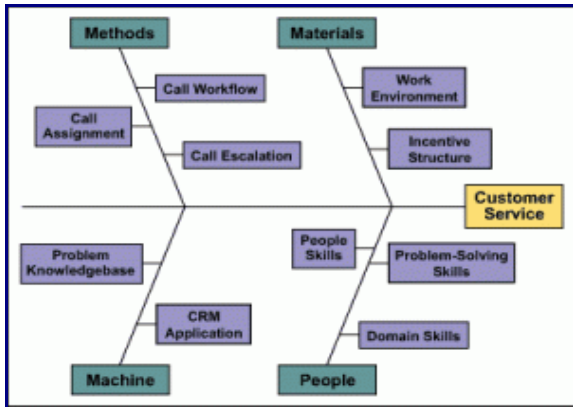 Methods
Materials
Call Workflow
Work
Environment
Call
Assignment
Call Escalation
Incentive
Structure
Customer
Service
People
Skills
Problem-Solving
Skills
Problem
Knowledgebase
CRM
Application
Domain Skills
Machine
People